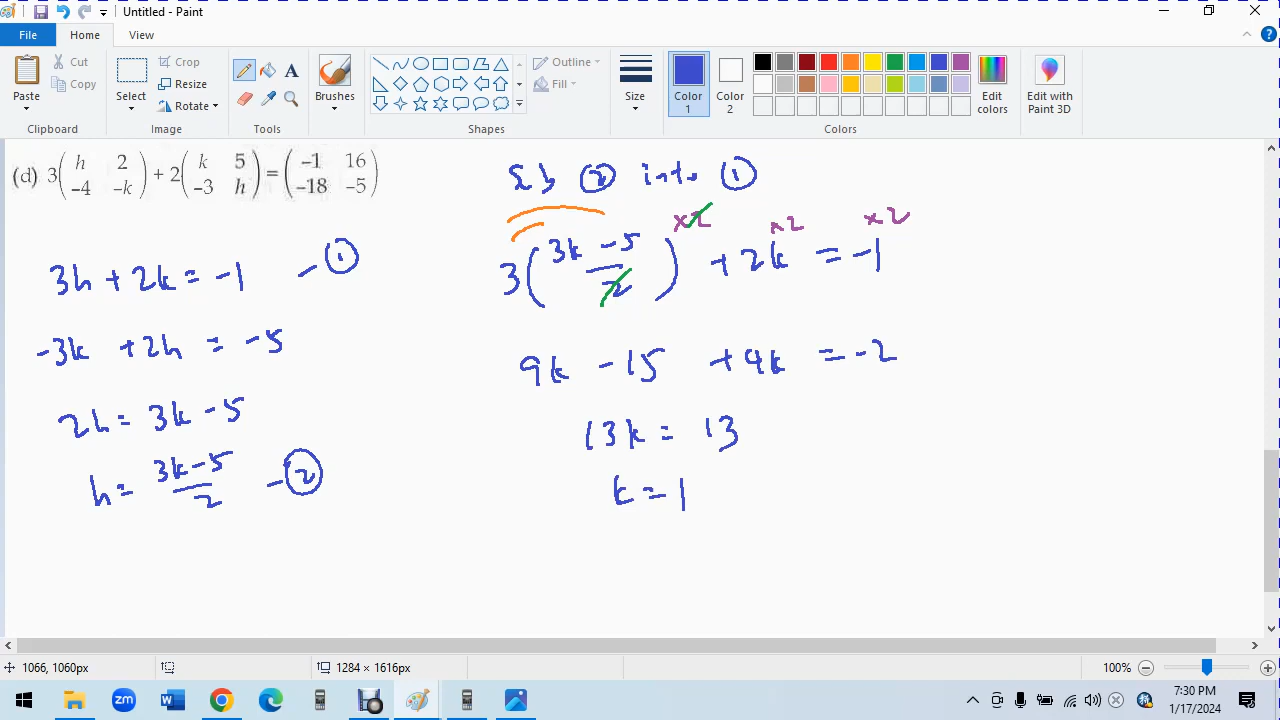 Untitled - Paint
File Home View
Paste
Cut
Copy
Clipboard
Select
Crop
Resize
Rotate
Image
Tools
Brushes
Shapes
Outline
Fill
Size
Color 1
Color 2
Edit colors
Edit with Paint 3D
Colors
(d) 3(h 2 -4 -k) + 2(k 5 -3 h) = (-1 16 -18 -5)
3h + 2k = -1 - ①
-3k + 2h = -5
2h = 3k - 5
h = (3k - 5)/2 - ②
Sub ② into ①
×2 ×2 ×2
3((3k - 5)/2) + 2k = -1
9k - 15 + 4k = -2
13k = 13
k = 1
1066, 1060px
1284 × 1616px
100%
zm
7:30 PM
1/17/2024